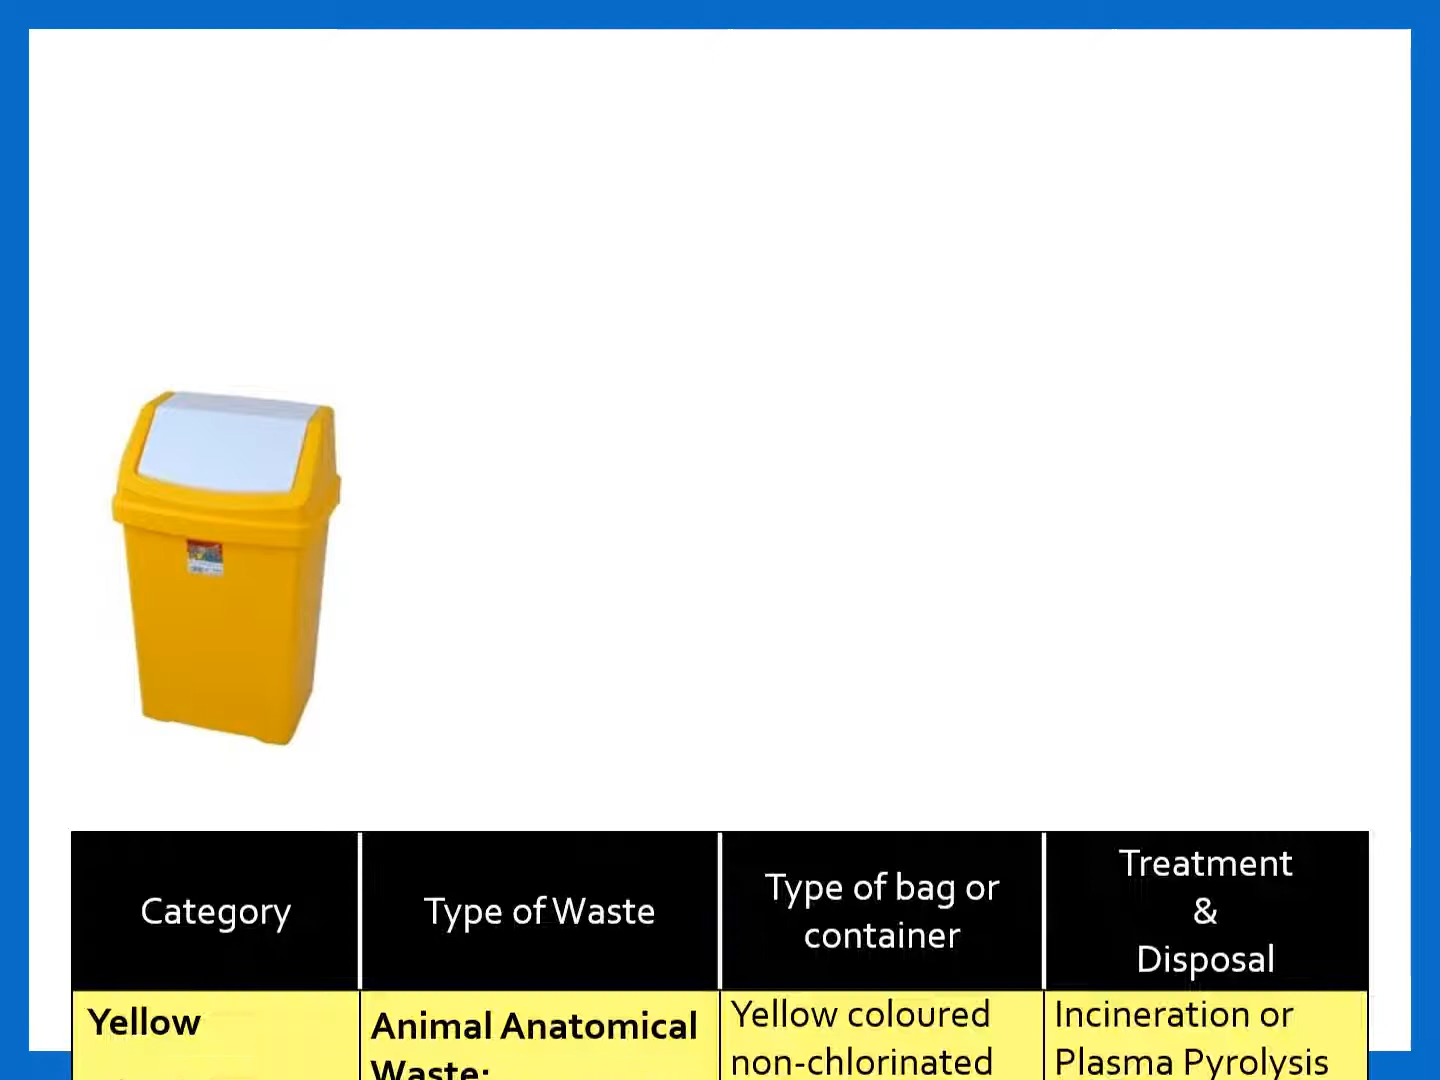 Category
Type of Waste
Type of bag or
container
Treatment
&
Disposal
Yellow
Animal Anatomical
Waste:
Yellow coloured
non-chlorinated
Incineration or
Plasma Pyrolysis